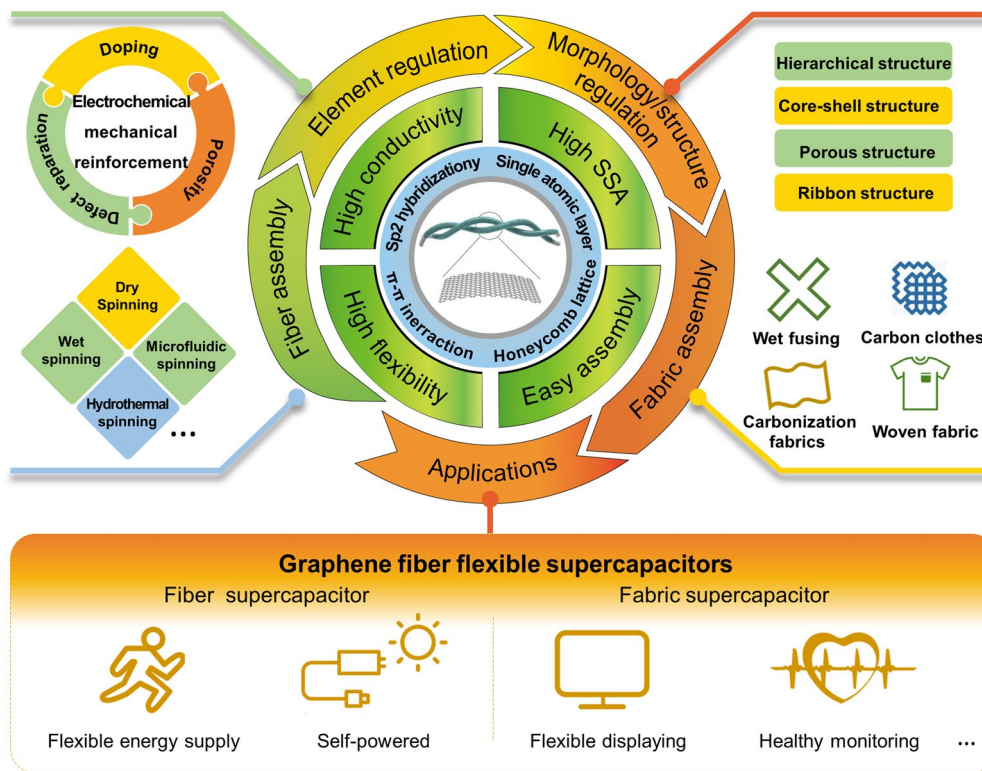 Doping
Electrochemical
mechanical
reinforcement
Defect reparation
Porosity
Element regulation
Morphology/structure
regulation
Fabric assembly
Applications
Fiber assembly
High conductivity
High SSA
Easy assembly
High flexibility
Sp2 hybridizationy
Single atomic layer
Honeycomb lattice
π-π inerraction
Hierarchical structure
Core-shell structure
Porous structure
Ribbon structure
Dry
Spinning
Wet
spinning
Microfluidic
spinning
Hydrothermal
spinning
...
Wet fusing
Carbon clothes
Carbonization
fabrics
Woven fabric
Graphene fiber flexible supercapacitors
Fiber supercapacitor
Fabric supercapacitor
Flexible energy supply
Self-powered
Flexible displaying
Healthy monitoring
...